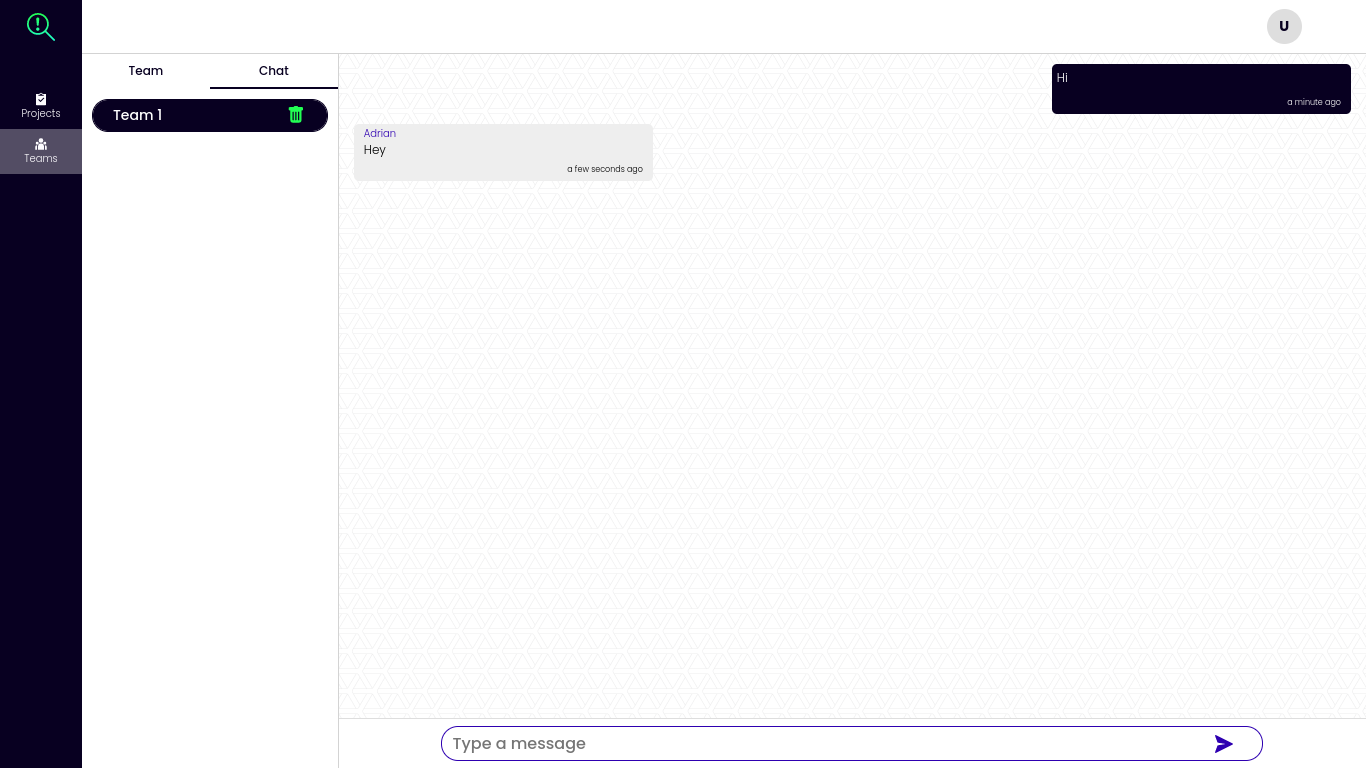 U
Projects
Teams
Team
Chat
Team 1
Hi
a minute ago
Adrian
Hey
a few seconds ago
Type a message